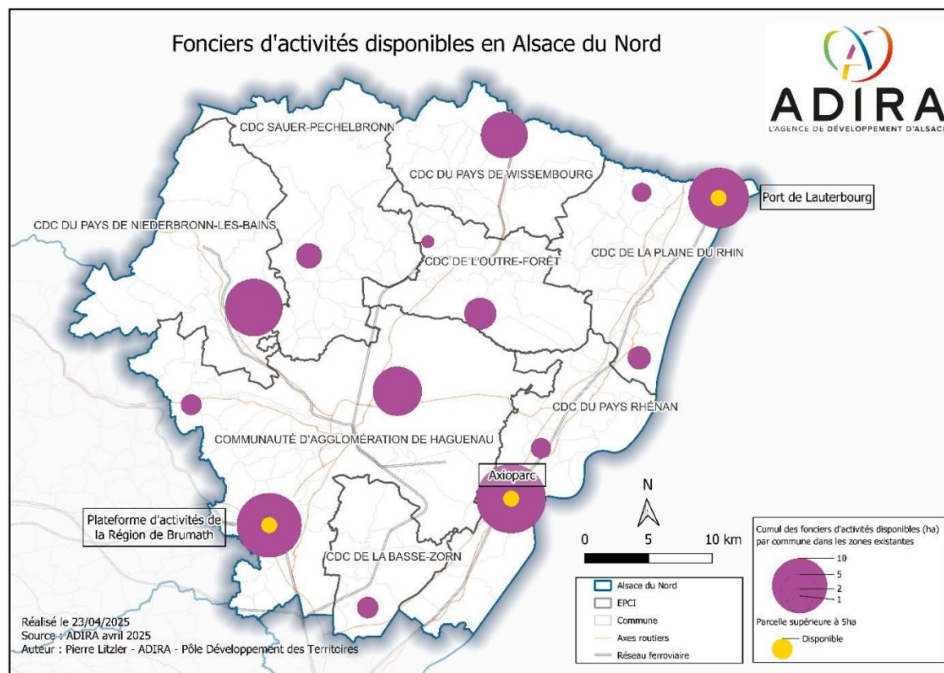 Fonciers d'activités disponibles en Alsace du Nord
ADIRA
L'AGENCE DE DÉVELOPPEMENT D'ALSACE
CDC SAUER-PECHELBRONN
CDC DU PAYS DE WISSEMBOURG
Port de Lauterbourg
CDC DU PAYS DE NIEDERBRONN-LES-BAINS
CDC DE LA PLAINE DU RHIN
CDC DE L'OUTRE-FORÊT
CDC DU PAYS RHÉNAN
COMMUNAUTÉ D'AGGLOMÉRATION DE HAGUENAU
Axioparc
Plateforme d'activités de
la Région de Brumath
CDC DE LA BASSE-ZORN
N
0 5 10 km
Alsace du Nord
EPCI
Commune
Axes routiers
Réseau ferroviaire
Cumul des fonciers d'activités disponibles (ha)
par commune dans les zones existantes
10
5
2
1
Parcelle supérieure à 5ha
Disponible
Réalisé le 23/04/2025
Source : ADIRA avril 2025
Auteur : Pierre Litzler - ADIRA - Pôle Développement des Territoires